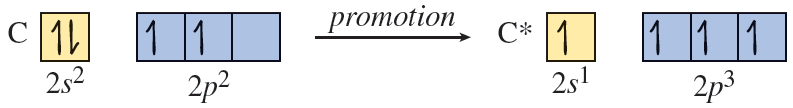 C ↿⇂ ↿ ↿ promotion C* ↿ ↿ ↿ ↿
2s² 2p² 2s¹ 2p³